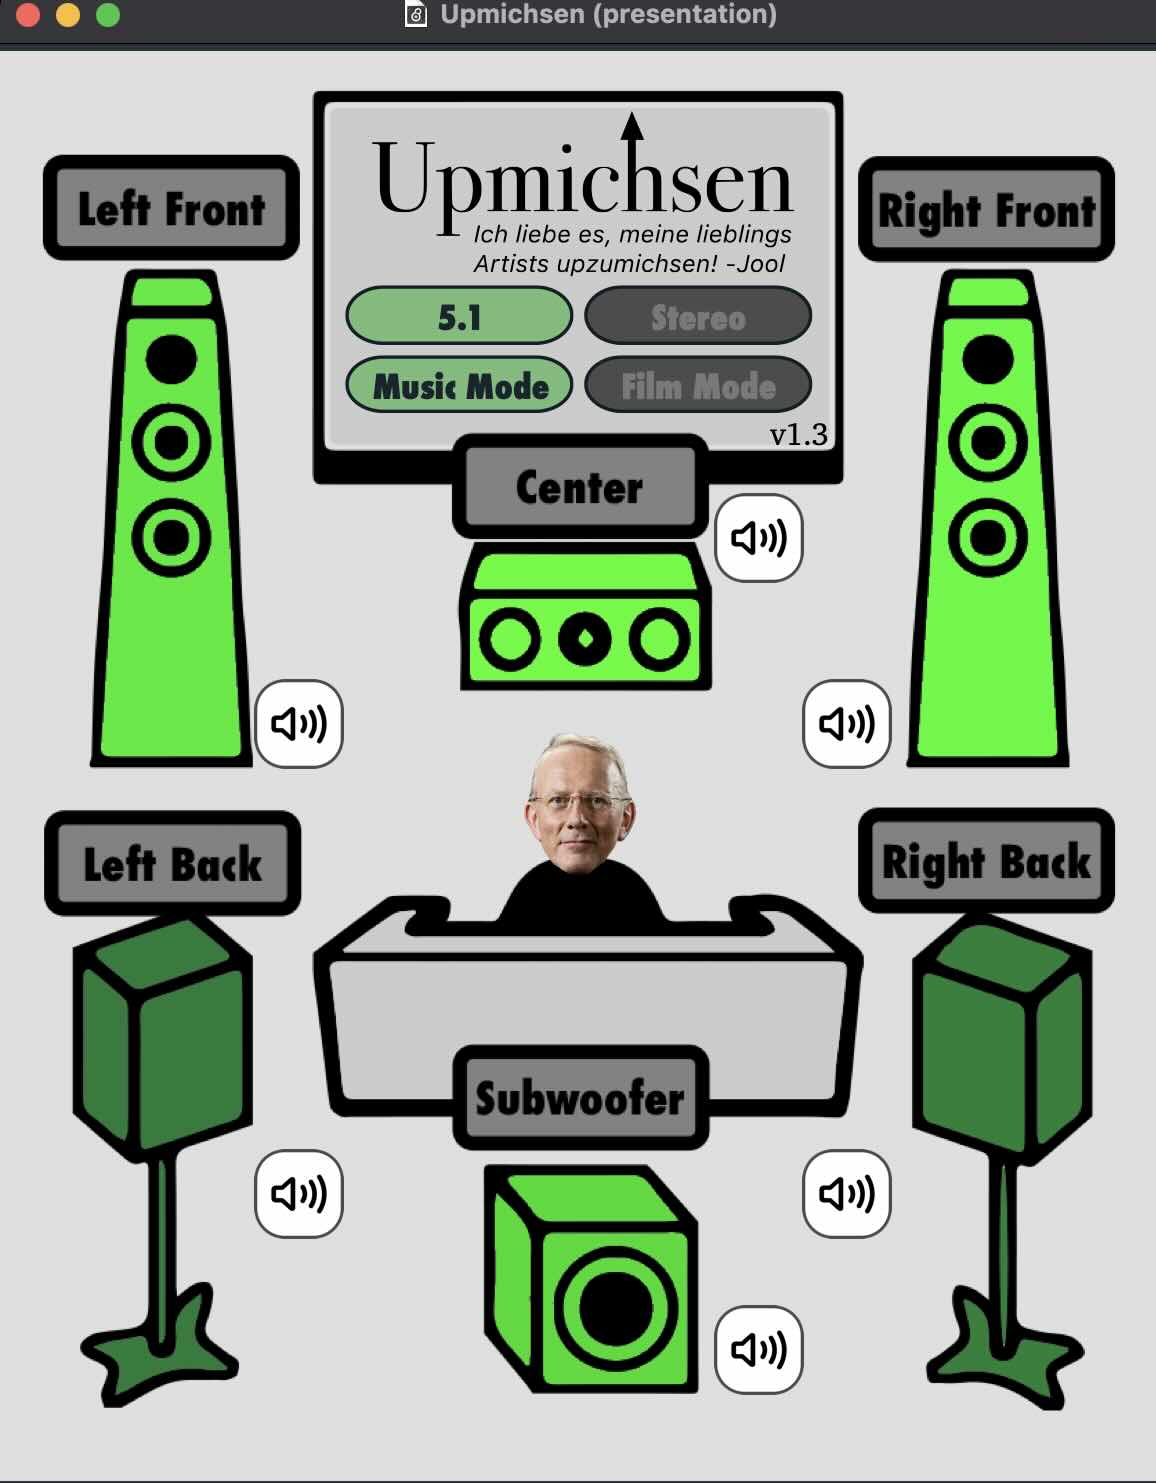 Upmichsen (presentation)
Upmichsen
Ich liebe es, meine lieblings
Artists upzumichsen! -Jool
Left Front
Right Front
5.1
Stereo
Music Mode
Film Mode
v1.3
Center
Left Back
Right Back
Subwoofer